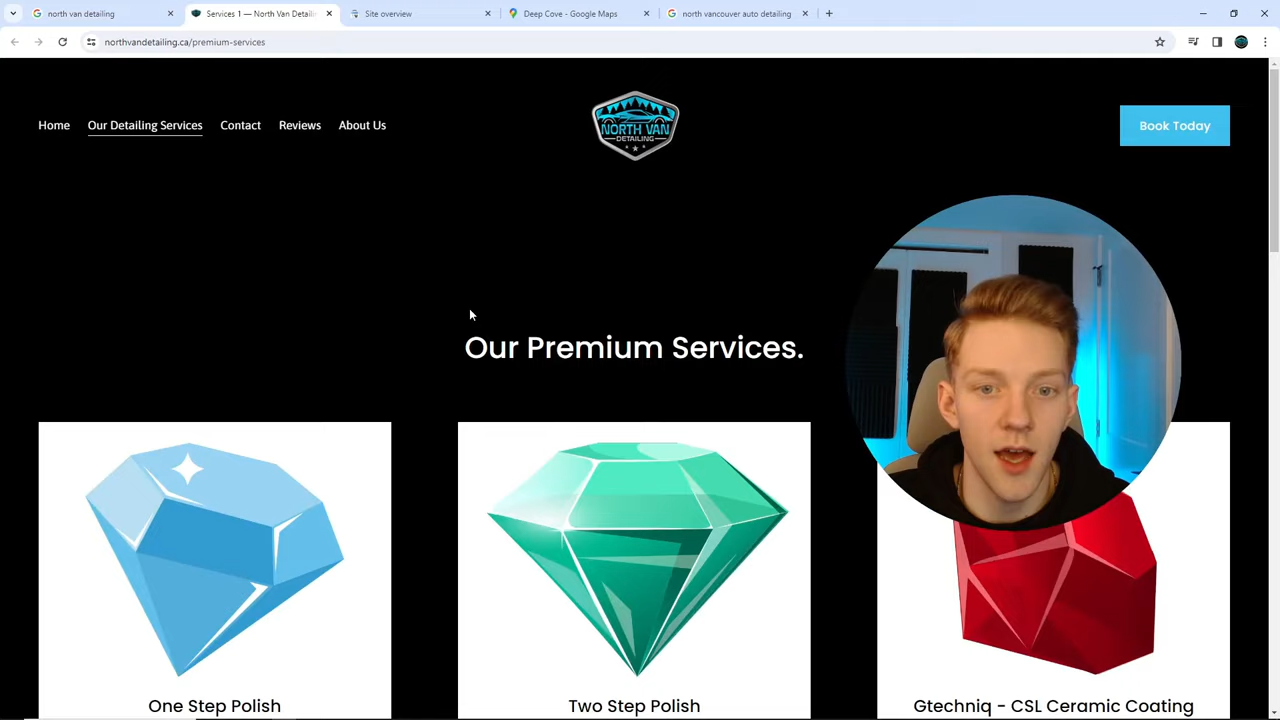 north van detailing
Services 1 — North Van Detailin
Site overview
Deep Cove - Google Maps
north vancouver auto detailing
northvandetailing.ca/premium-services
Home
Our Detailing Services
Contact
Reviews
About Us
NORTH VAN
DETAILING
Book Today
Our Premium Services.
One Step Polish
Two Step Polish
Gtechniq - CSL Ceramic Coating